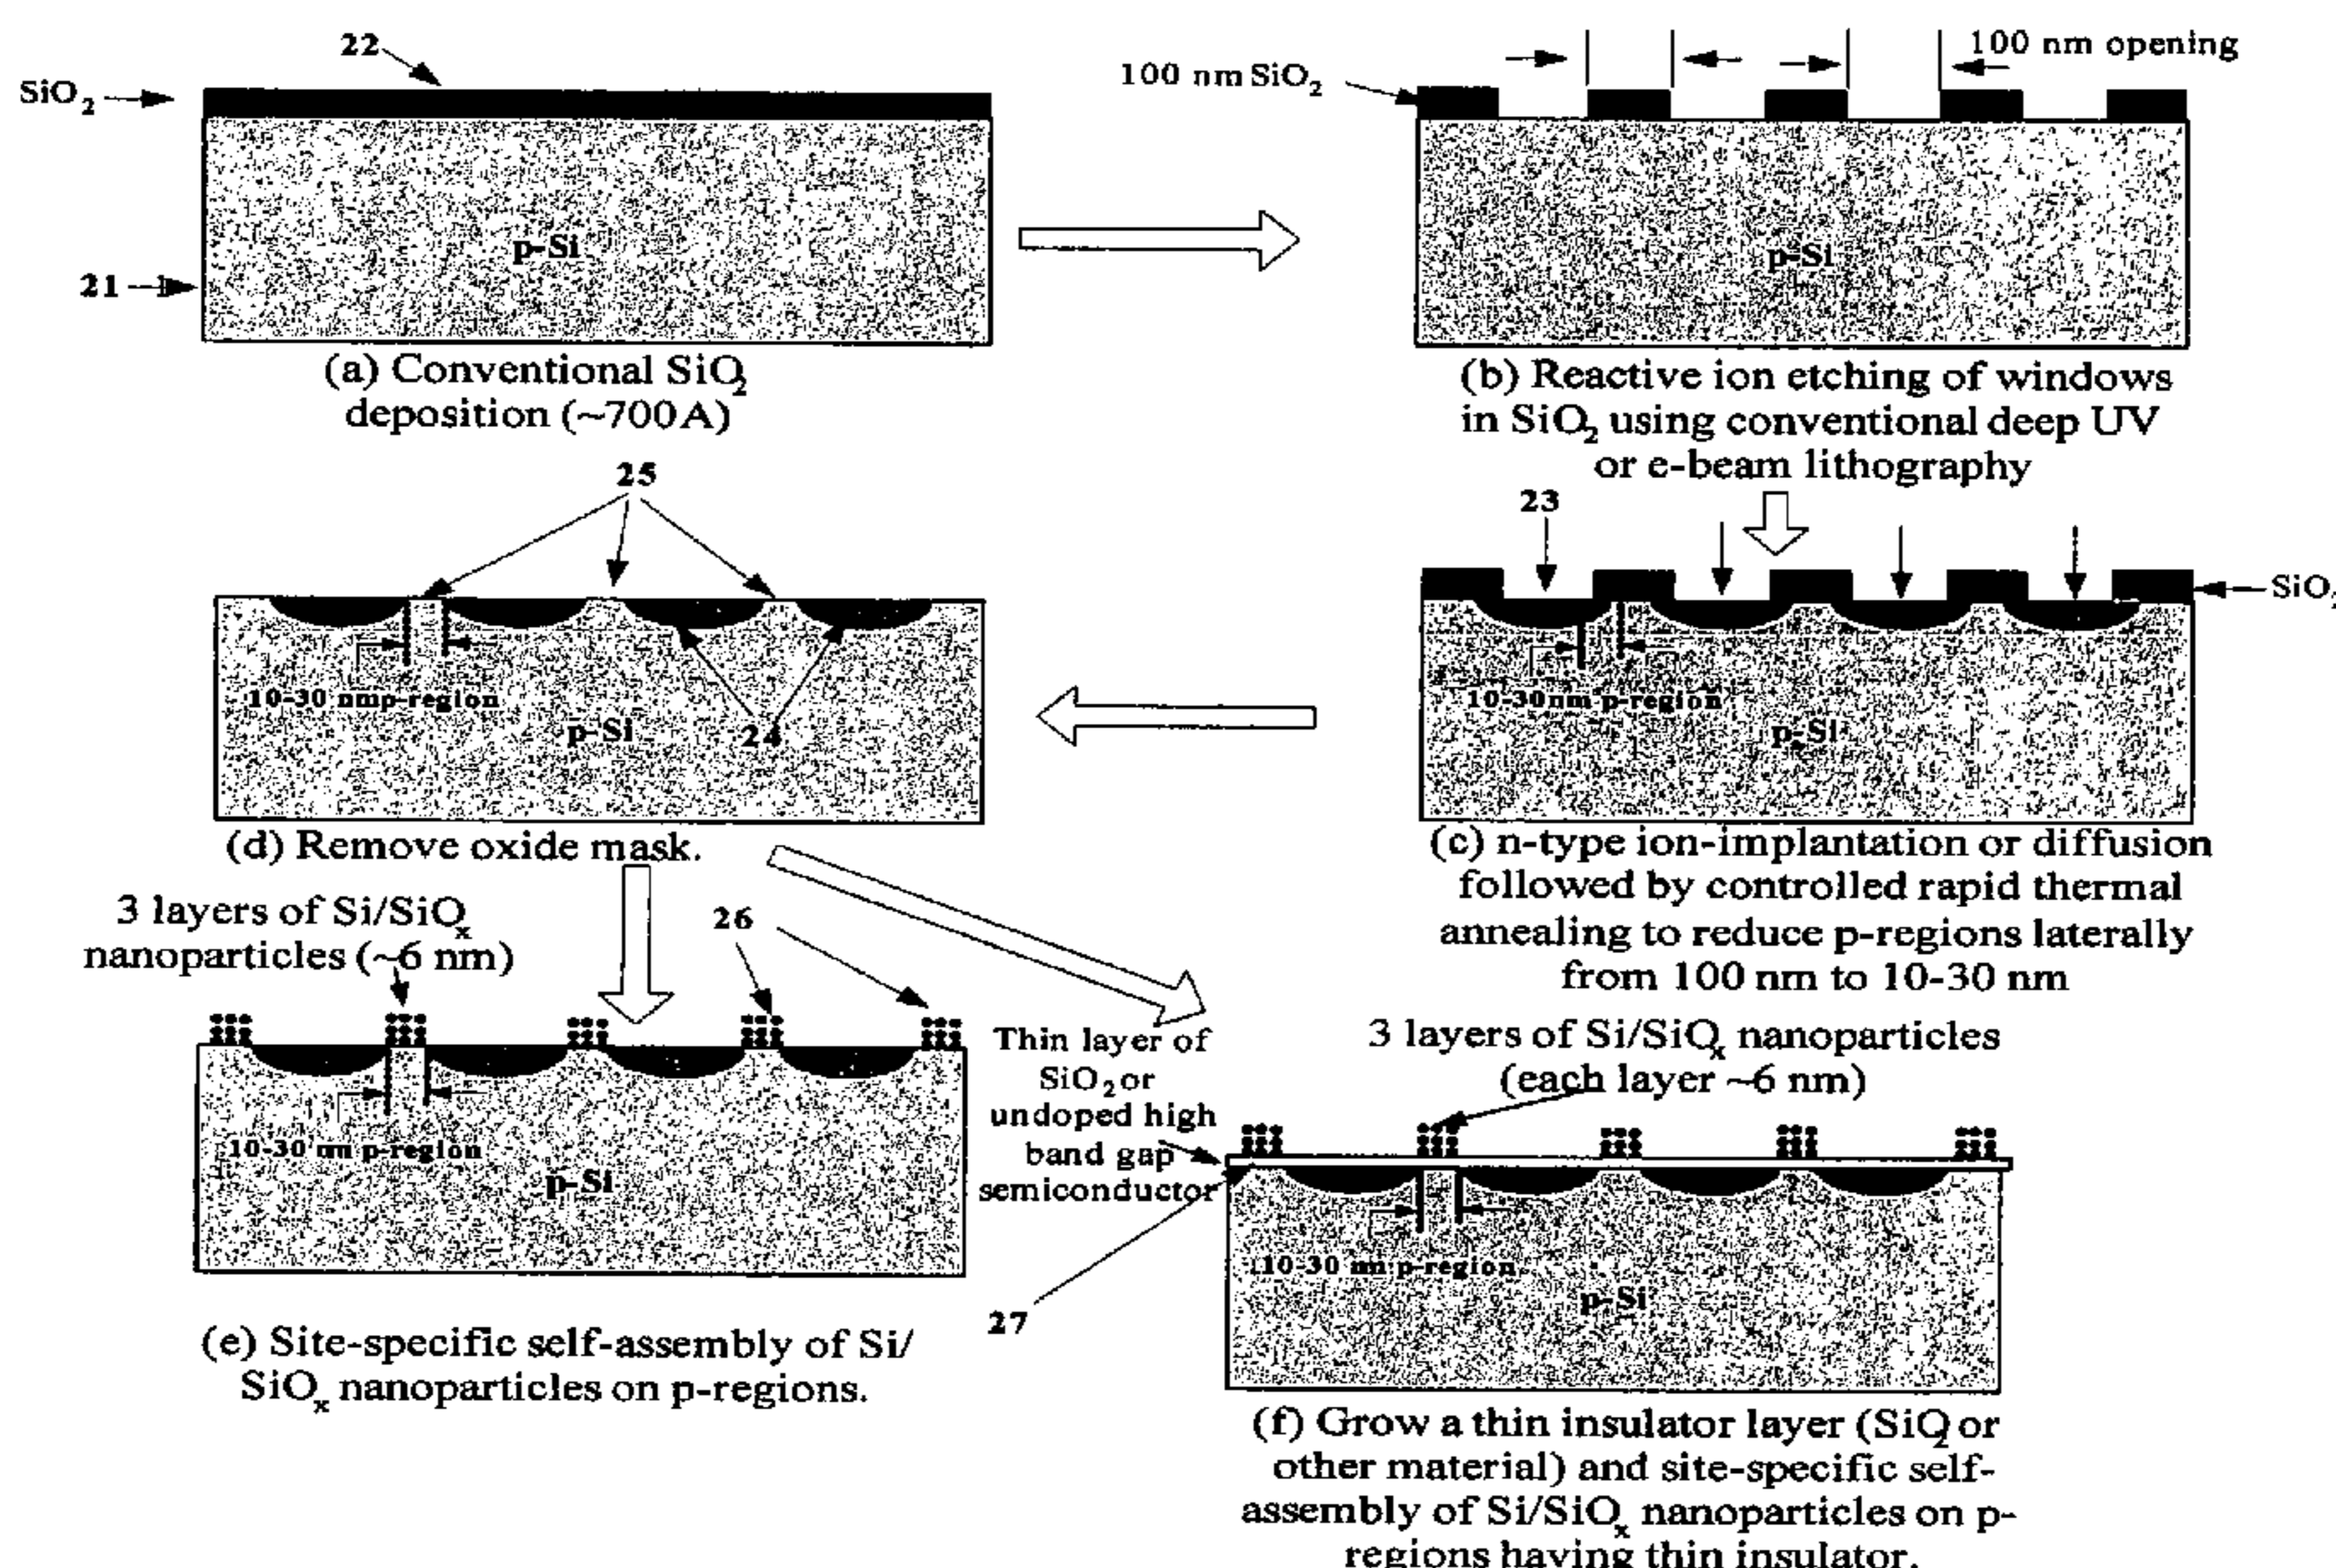 22
SiO2
p-Si
21
(a) Conventional SiO2
deposition (~700A)
100 nm SiO2
100 nm opening
p-Si
(b) Reactive ion etching of windows
in SiO2 using conventional deep UV
or e-beam lithography
23
SiO2
10-30nm p-region
p-Si
(c) n-type ion-implantation or diffusion
followed by controlled rapid thermal
annealing to reduce p-regions laterally
from 100 nm to 10-30 nm
25
10-30 nmp-region
p-Si
24
(d) Remove oxide mask.
3 layers of Si/SiOx
nanoparticles (~6 nm)
26
10-30 nm p-region
p-Si
(e) Site-specific self-assembly of Si/
SiOx nanoparticles on p-regions.
Thin layer of
SiO2 or
undoped high
band gap
semiconductor
3 layers of Si/SiOx nanoparticles
(each layer ~6 nm)
10-30 nm p-region
p-Si
27
(f) Grow a thin insulator layer (SiO2 or
other material) and site-specific self-
assembly of Si/SiOx nanoparticles on p-
regions having thin insulator.